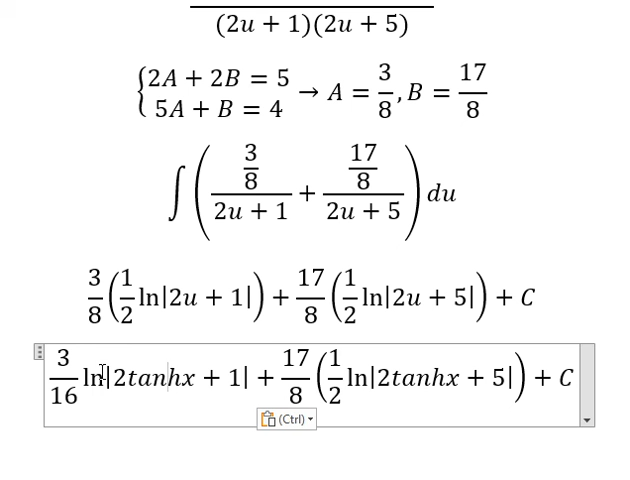 (2u + 1)(2u + 5)
{2A + 2B = 5
5A + B = 4 → A = 3/8, B = 17/8
∫ ( (3/8)/(2u + 1) + (17/8)/(2u + 5) ) du
3/8 (1/2 ln|2u + 1|) + 17/8 (1/2 ln|2u + 5|) + C
3/16 ln|2tanhx + 1| + 17/8 (1/2 ln|2tanhx + 5|) + C
(Ctrl)